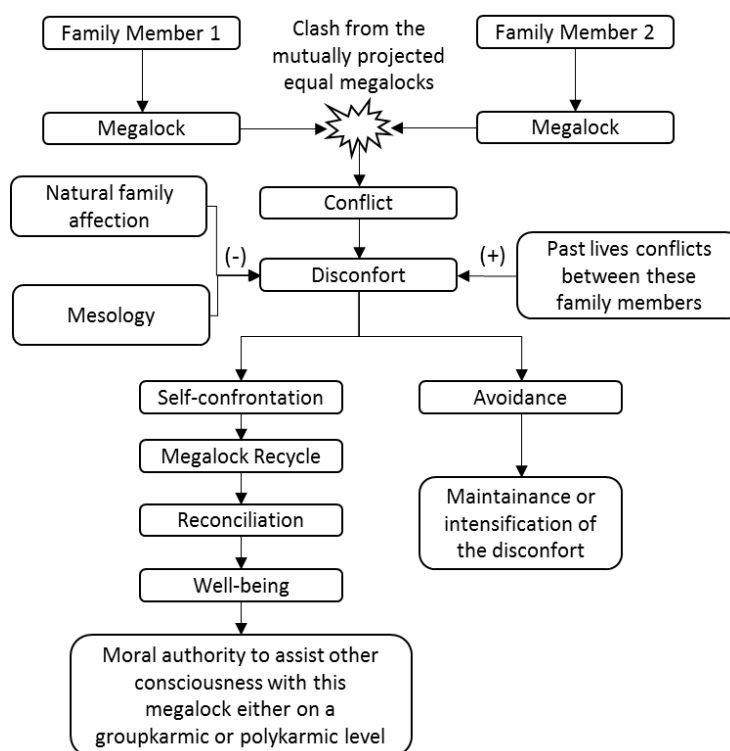 Family Member 1
Clash from the
mutually projected
equal megalocks
Family Member 2
Megalock
Megalock
Natural family
affection
Conflict
(-)
Disconfort
(+)
Past lives conflicts
between these
family members
Mesology
Self-confrontation
Avoidance
Megalock Recycle
Maintainance or
intensification of
the disconfort
Reconciliation
Well-being
Moral authority to assist other
consciousness with this
megalock either on a
groupkarmic or polykarmic level